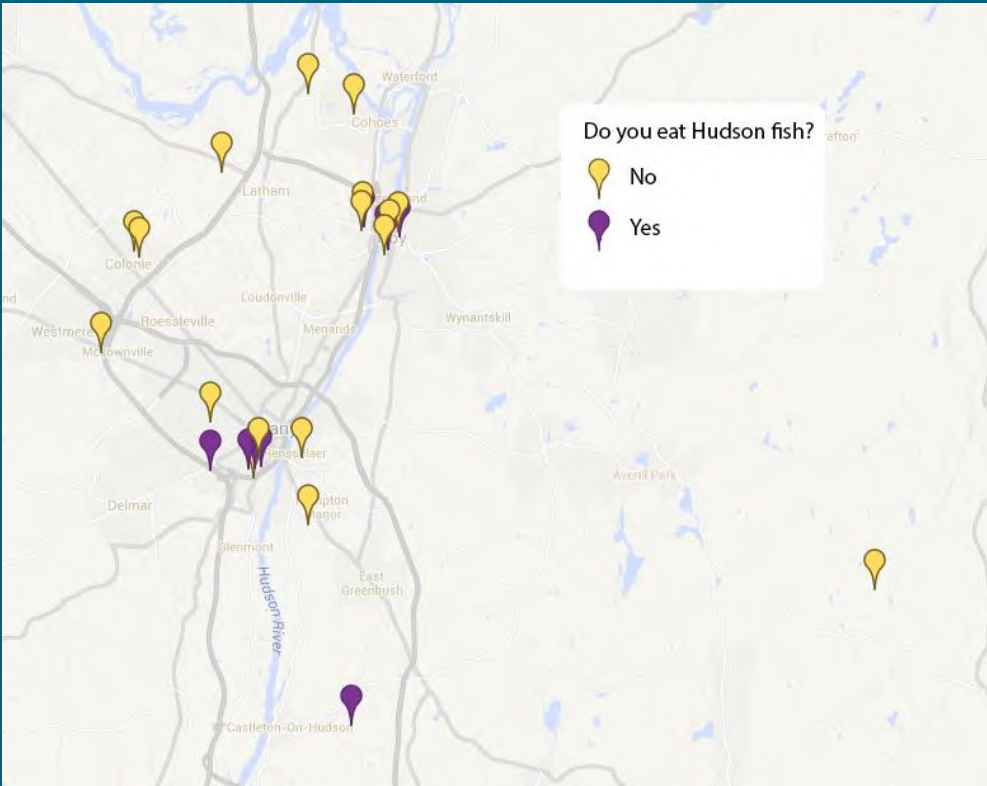 Waterford
Cohoes
Do you eat Hudson fish?
No
Yes
Latham
Colonie
Loudonville
Roessleville
Menands
Westmere
Wynantskill
Averill Park
Delmar
Glenmont
East
Greenbush
Hudson River
Castleton-On-Hudson